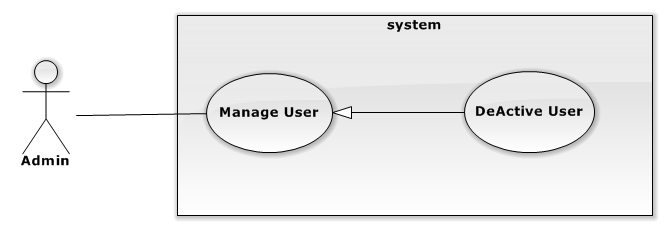 system
Manage User
DeActive User
Admin